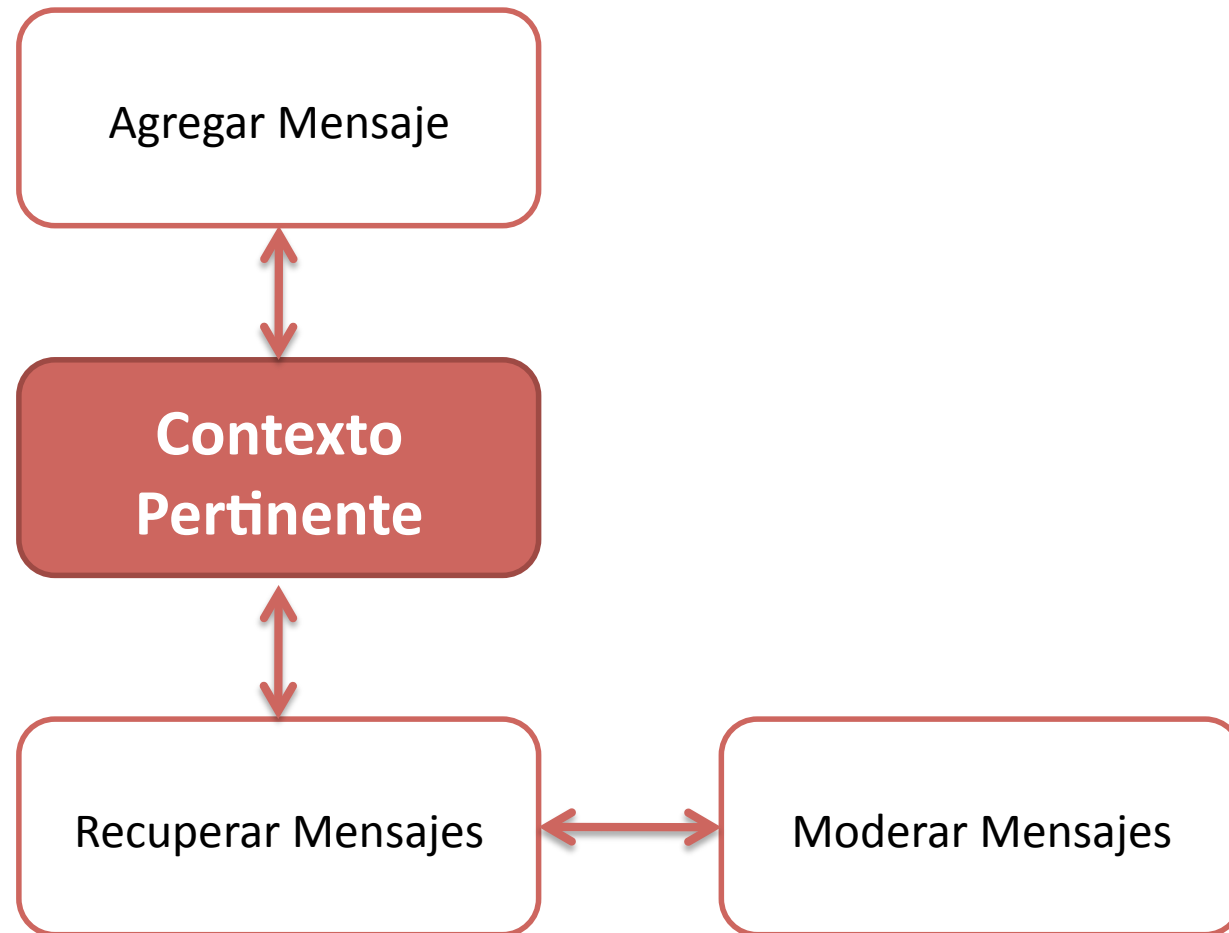 Agregar Mensaje
Contexto
Pertinente
Recuperar Mensajes
Moderar Mensajes